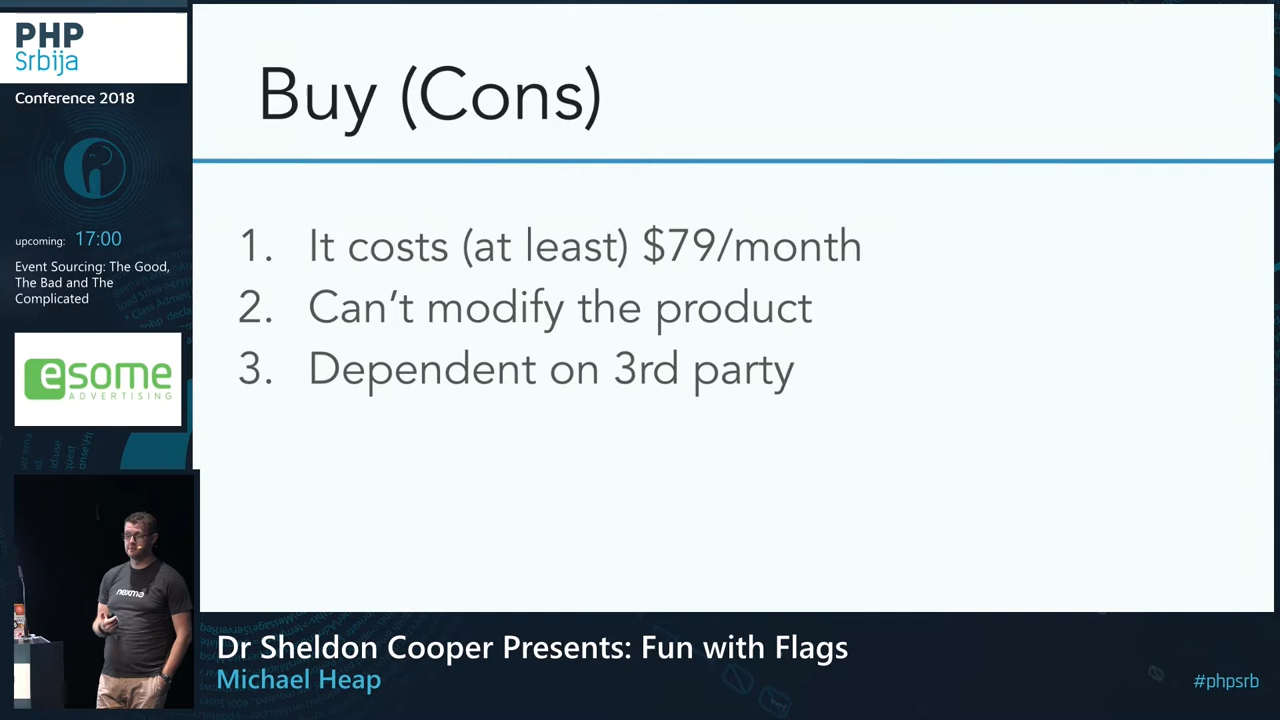 PHP
Srbija
Conference 2018
upcoming: 17:00
Event Sourcing: The Good,
The Bad and The
Complicated
esome
ADVERTISING
nexmo
Buy (Cons)
1. It costs (at least) $79/month
2. Can’t modify the product
3. Dependent on 3rd party
Dr Sheldon Cooper Presents: Fun with Flags
Michael Heap
#phpsrb